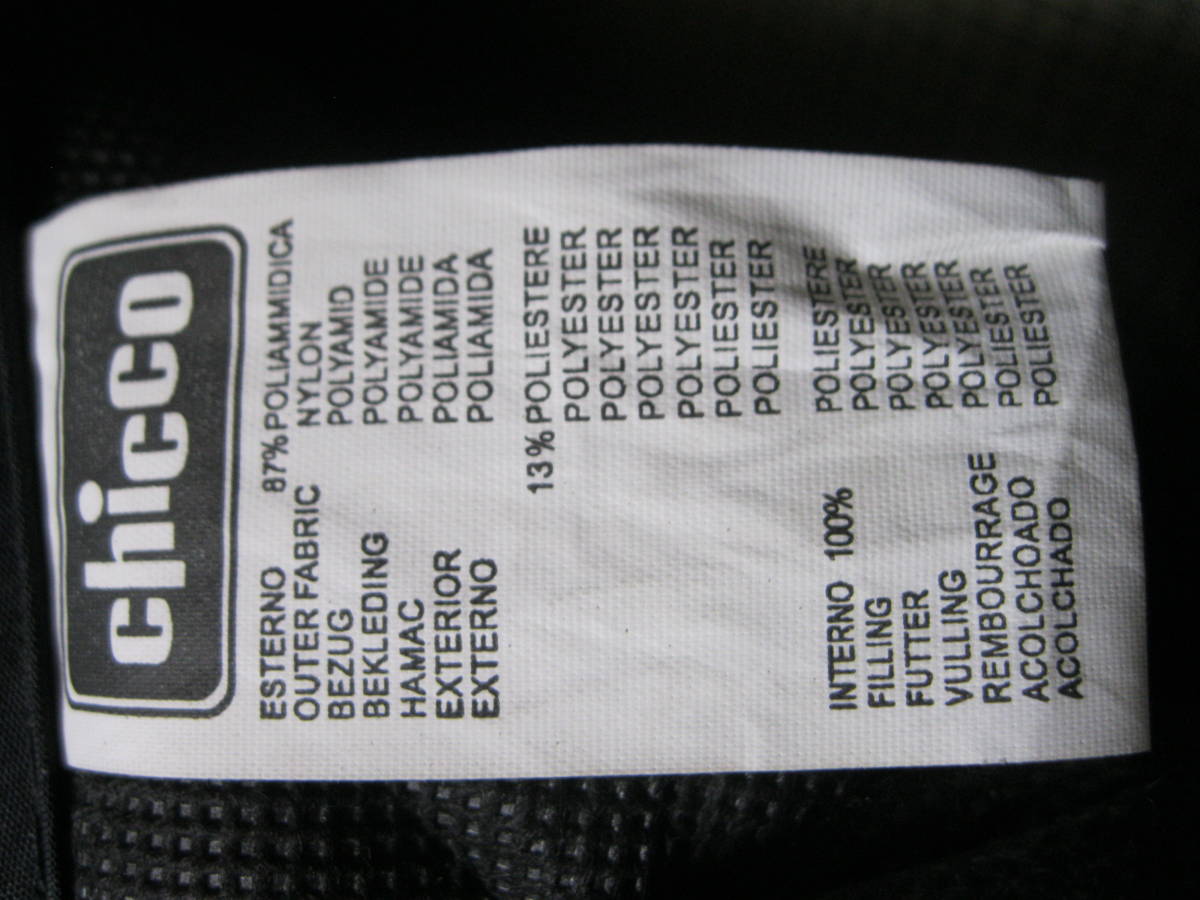 chicco
ESTERNO 87% POLIAMMIDICA
OUTER FABRIC NYLON
BEZUG POLYAMID
BEKLEDING POLYAMIDE
HAMAC POLYAMIDE
EXTERIOR POLIAMIDA
EXTERNO POLIAMIDA
13% POLIESTERE
POLYESTER
POLYESTER
POLYESTER
POLYESTER
POLIESTER
POLIESTER
INTERNO 100% POLIESTERE
FILLING POLYESTER
FUTTER POLYESTER
VULLING POLYESTER
REMBOURRAGE POLYESTER
ACOLCHOADO POLIESTER
ACOLCHADO POLIESTER